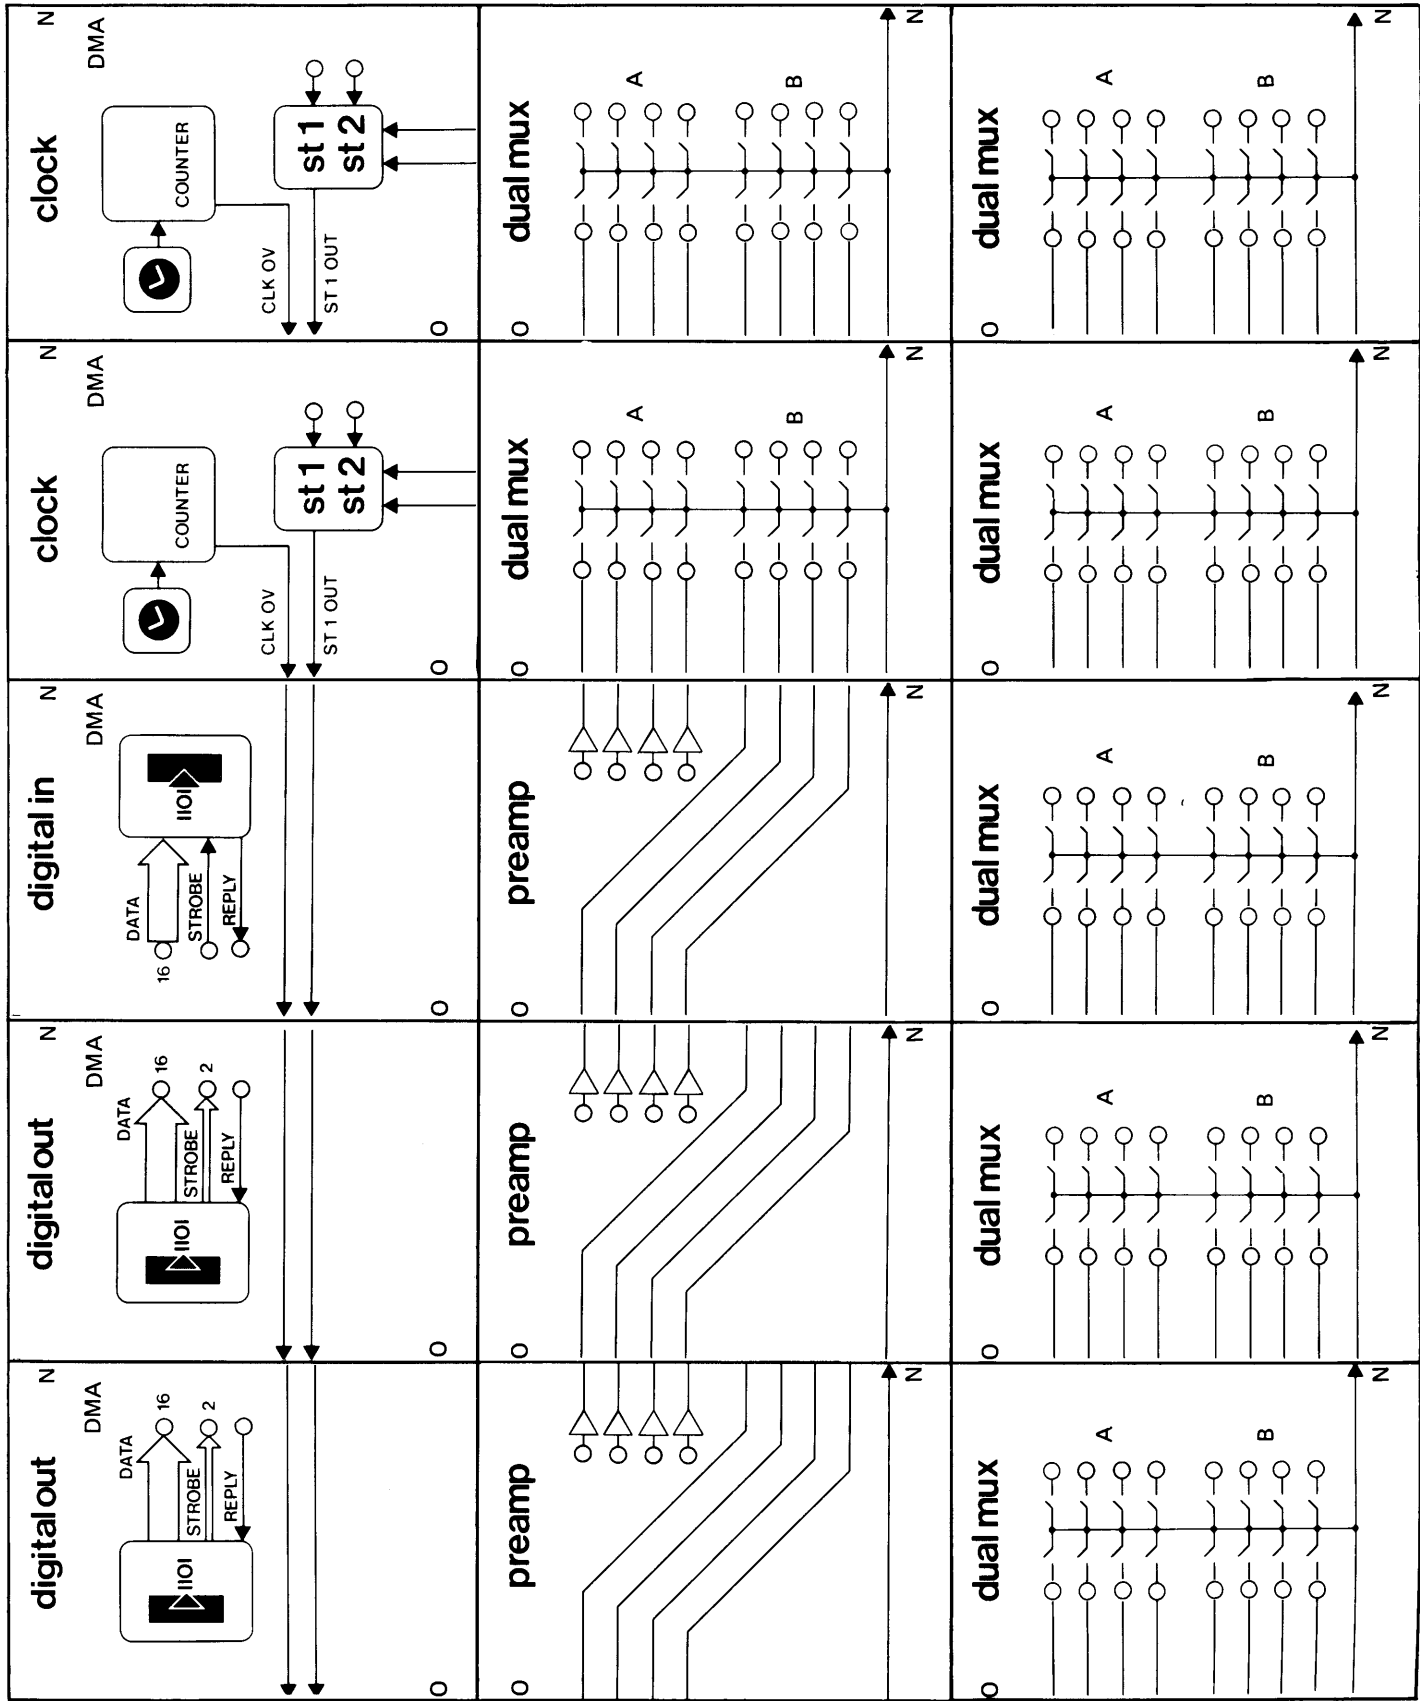 digital out N
DMA
DATA
16
1101
STROBE 2
REPLY
O
digital out N
DMA
DATA
16
1101
STROBE 2
REPLY
O
digital in N
DMA
DATA
16
1101
STROBE
REPLY
O
clock N
DMA
COUNTER
CLK OV
st 1
ST 1 OUT
st 2
O
clock N
DMA
COUNTER
CLK OV
st 1
ST 1 OUT
st 2
O
O preamp
N
O preamp
N
O preamp
N
O dual mux
A
B
N
O dual mux
A
B
N
O dual mux
A
B
N
O dual mux
A
B
N
O dual mux
A
B
N
O dual mux
A
B
N
O dual mux
A
B
N